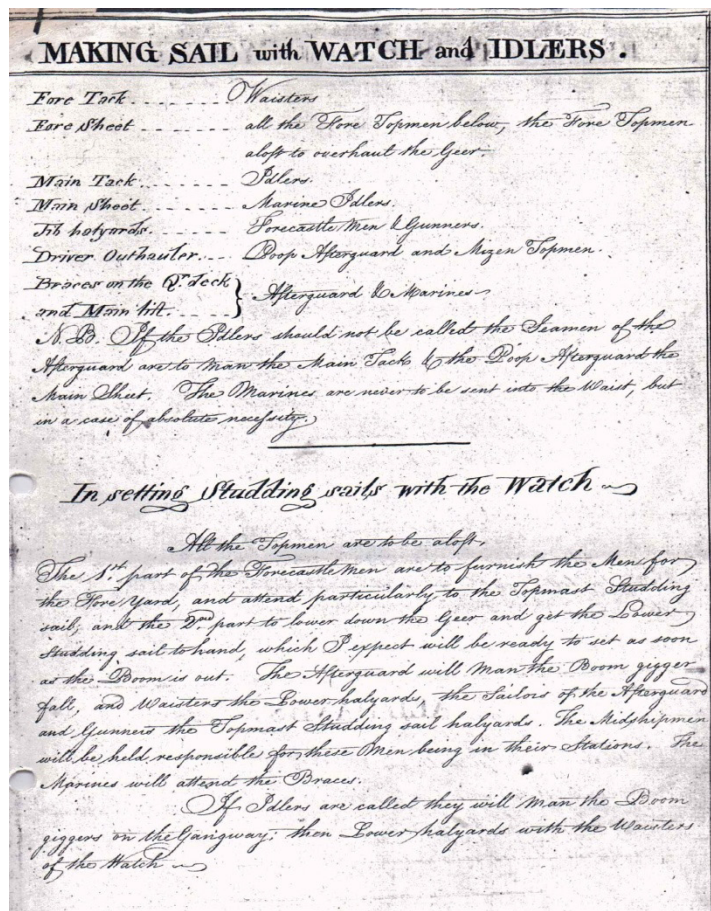 MAKING SAIL with WATCH and IDLERS.
Fore Tack........ Waisters
Fore Sheet ...... all the Fore Topmen below, the Fore Topmen
aloft to overhaul the Geer.
Main Tack........ Idlers.
Main Sheet....... Marine Idlers.
Jib halyards..... Forecastle Men & Gunners.
Driver Outhauler... Poop Afterguard and Mizen Topmen.
Braces on the Qr deck
and Main lift..... } Afterguard & Marines
N.B. If the Idlers should not be called the Seamen of the
Afterguard are to man the Main Tack & the Poop Afterguard the
Main Sheet. The Marines are never to be sent into the Waist, but
in a case of absolute necessity.
In setting Studding sails with the Watch
All the Topmen are to be aloft.
The 1st part of the Forecastle Men are to furnish the Men for
the Fore Yard, and attend particularly to the Topmast Studding
sail, and the 2nd part to lower down the Geer and get the Lower
Studding sail to hand, which I expect will be ready to set as soon
as the Boom is out. The Afterguard will Man the Boom gigger
fall, and Waisters the Lower halyards, the Sailors of the Afterguard
and Gunners the Topmast Studding sail halyards. The Midshipmen
will be held responsible for these Men being in their Stations. The
Marines will attend the Braces.
If Idlers are called they will Man the Boom
giggers on the Gangway; then Lower halyards with the Waisters
of the Watch